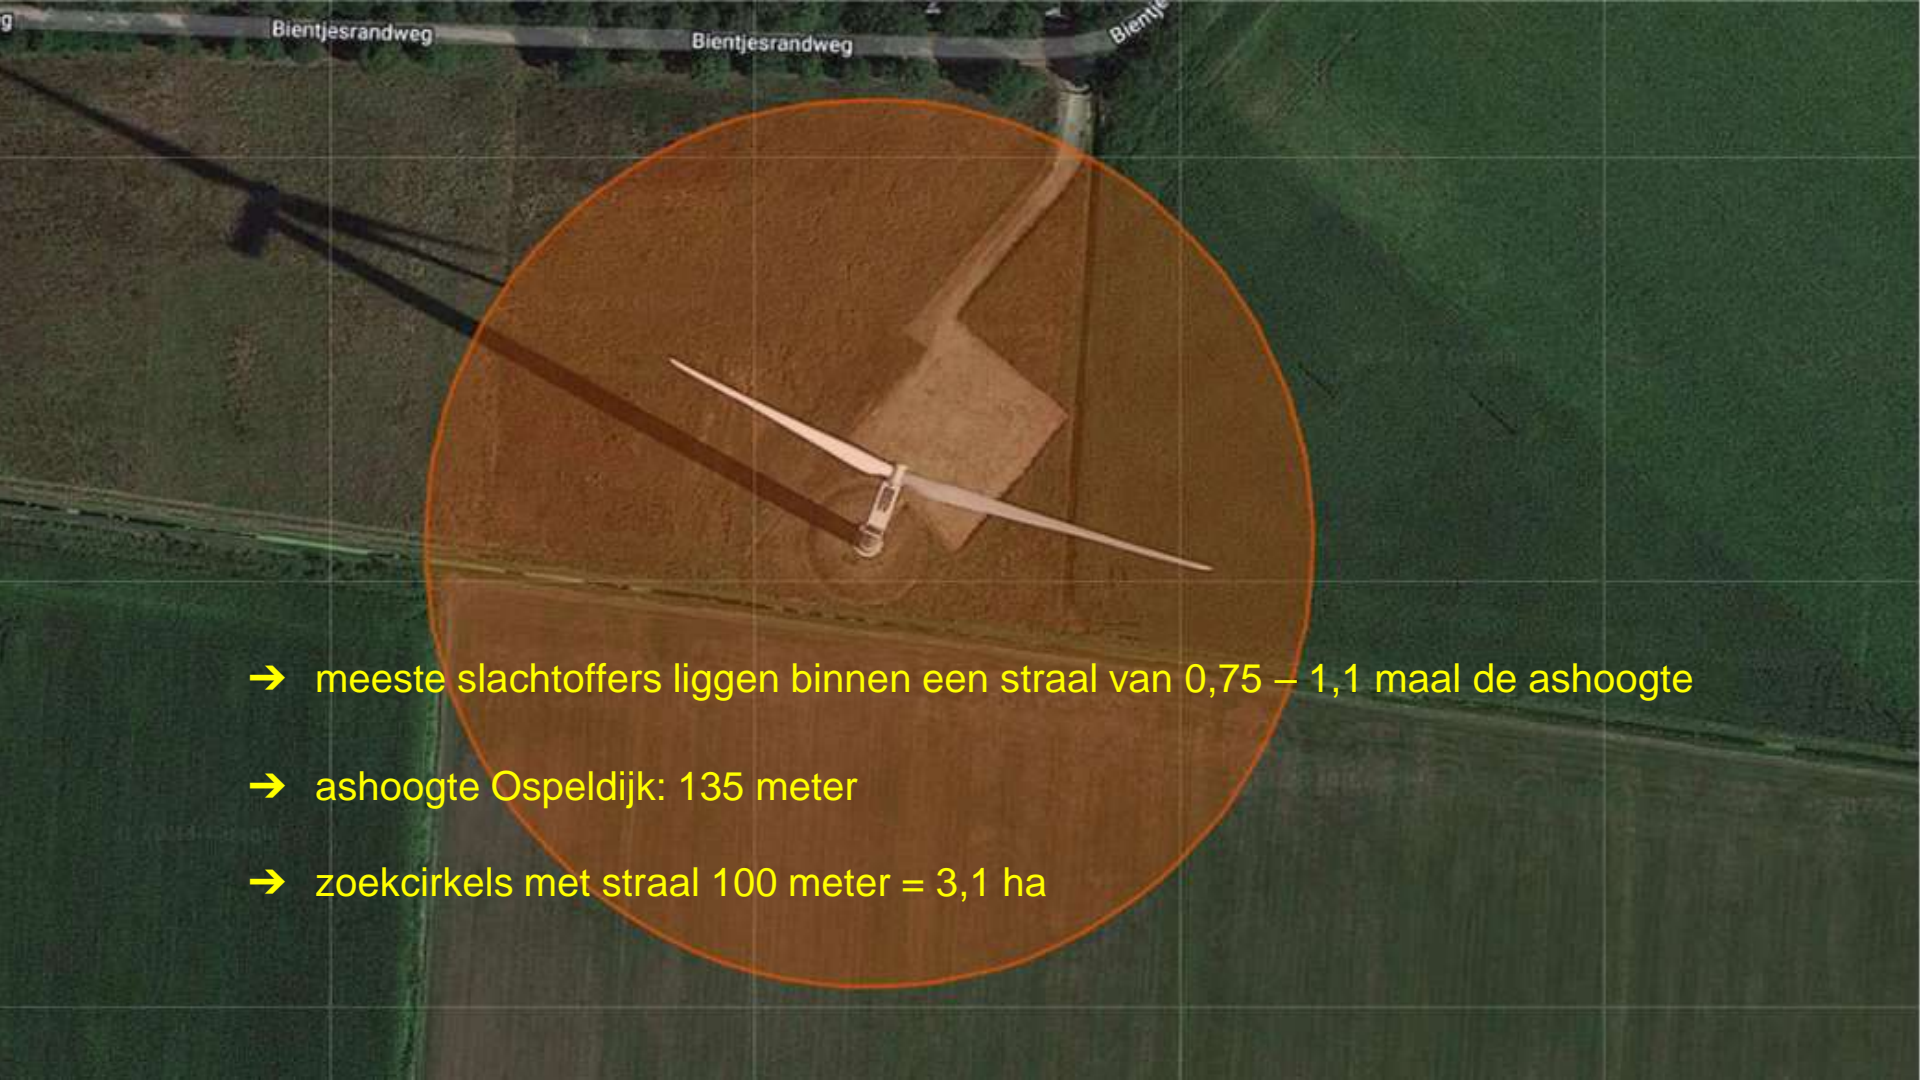 g
Bientjesrandweg
Bientjesrandweg
Bientje
➔ meeste slachtoffers liggen binnen een straal van 0,75 – 1,1 maal de ashoogte
➔ ashoogte Ospeldijk: 135 meter
➔ zoekcirkels met straal 100 meter = 3,1 ha